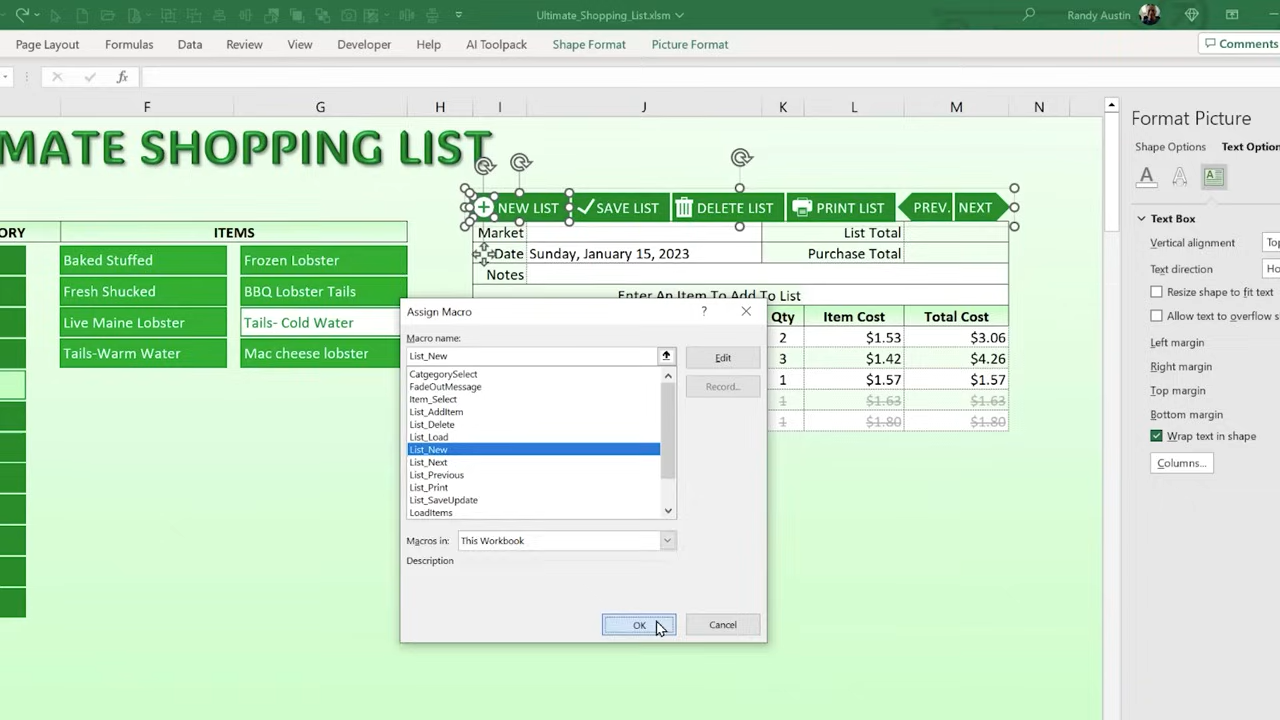 Ultimate_Shopping_List.xlsm
Randy Austin
Page Layout Formulas Data Review View Developer Help AI Toolpack Shape Format Picture Format
Comments
fx
F G H I J K L M N
MATE SHOPPING LIST
NEW LIST SAVE LIST DELETE LIST PRINT LIST PREV. NEXT
ORY ITEMS
Baked Stuffed Frozen Lobster
Fresh Shucked BBQ Lobster Tails
Live Maine Lobster Tails- Cold Water
Tails-Warm Water Mac cheese lobster
Market List Total
Date Sunday, January 15, 2023 Purchase Total
Notes
Enter An Item To Add To List
Qty Item Cost Total Cost
2 $1.53 $3.06
3 $1.42 $4.26
1 $1.57 $1.57
1 $1.63 $1.63
1 $1.80 $1.80
Assign Macro
?
Macro name:
List_New
Edit
Record...
CatgegorySelect
FadeOutMessage
Item_Select
List_AddItem
List_Delete
List_Load
List_New
List_Next
List_Previous
List_Print
List_SaveUpdate
LoadItems
Macros in: This Workbook
Description
OK Cancel
Format Picture
Shape Options Text Option
A A A
Text Box
Vertical alignment Top
Text direction Ho
Resize shape to fit text
Allow text to overflow s
Left margin
Right margin
Top margin
Bottom margin
Wrap text in shape
Columns...